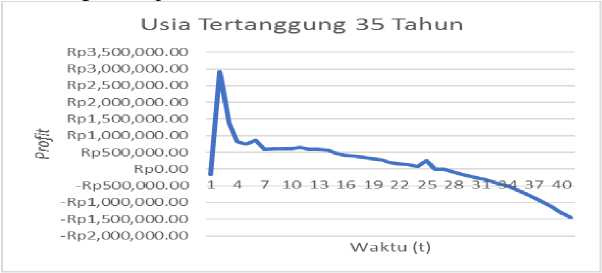 Usia Tertanggung 35 Tahun
Rp3,500,000.00
Rp3,000,000.00
Rp2,500,000.00
Rp2,000,000.00
Rp1,500,000.00
Rp1,000,000.00
Rp500,000.00
Rp0.00
-Rp500,000.00
-Rp1,000,000.00
-Rp1,500,000.00
-Rp2,000,000.00
Profit
1 4 7 10 13 16 19 22 25 28 31 34 37 40
Waktu (t)